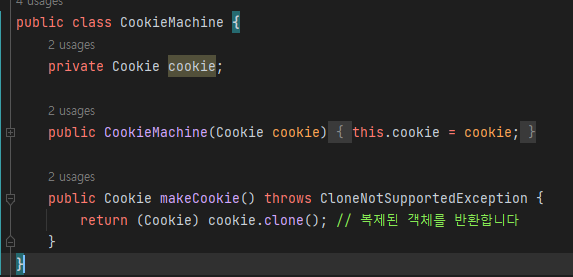 4 usages
public class CookieMachine {
2 usages
private Cookie cookie;
2 usages
public CookieMachine(Cookie cookie) { this.cookie = cookie; }
2 usages
public Cookie makeCookie() throws CloneNotSupportedException {
return (Cookie) cookie.clone(); // 복제된 객체를 반환합니다
}
}